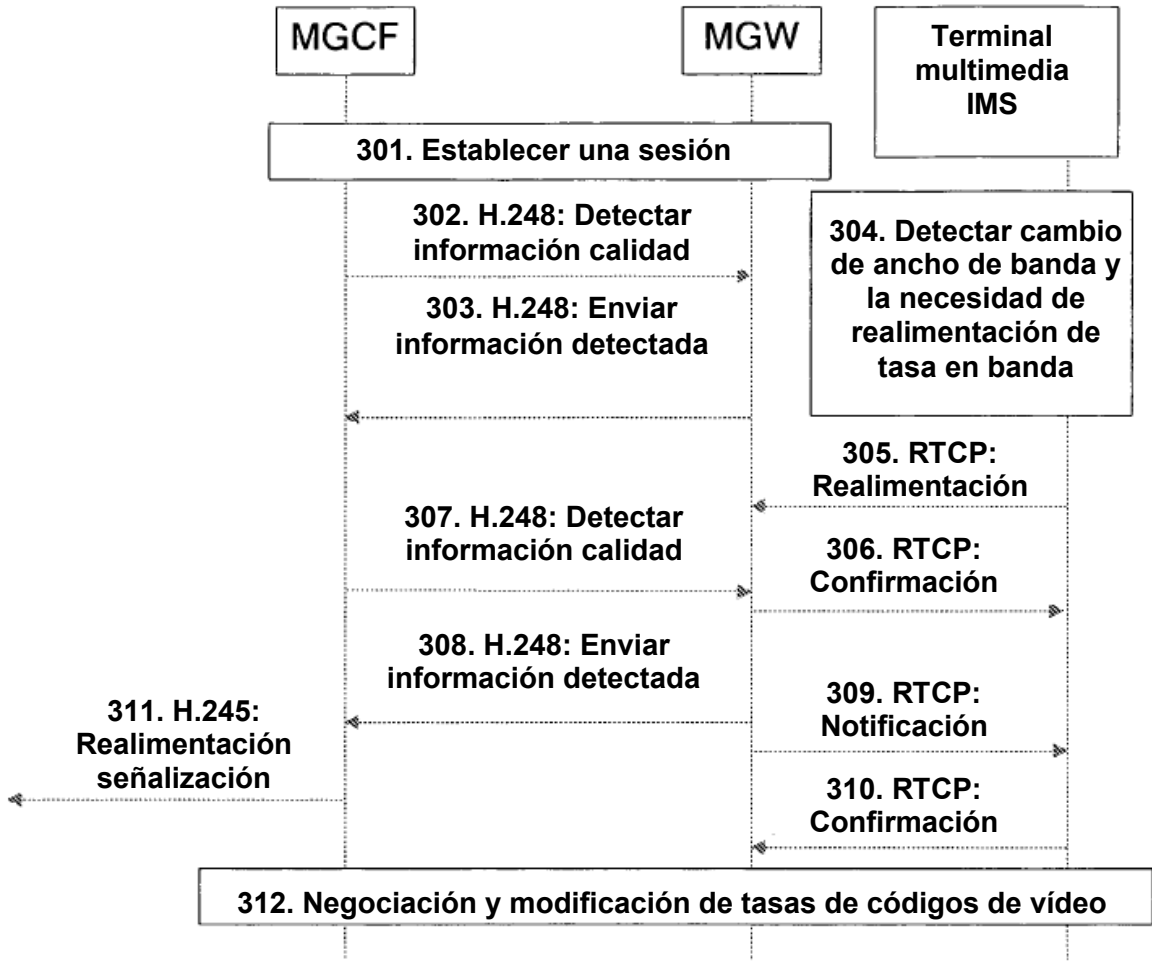 MGCF
MGW
Terminal
multimedia
IMS
301. Establecer una sesión
302. H.248: Detectar
información calidad
304. Detectar cambio
de ancho de banda y
la necesidad de
realimentación de
tasa en banda
303. H.248: Enviar
información detectada
305. RTCP:
Realimentación
307. H.248: Detectar
información calidad
306. RTCP:
Confirmación
308. H.248: Enviar
información detectada
309. RTCP:
Notificación
311. H.245:
Realimentación
señalización
310. RTCP:
Confirmación
312. Negociación y modificación de tasas de códigos de vídeo